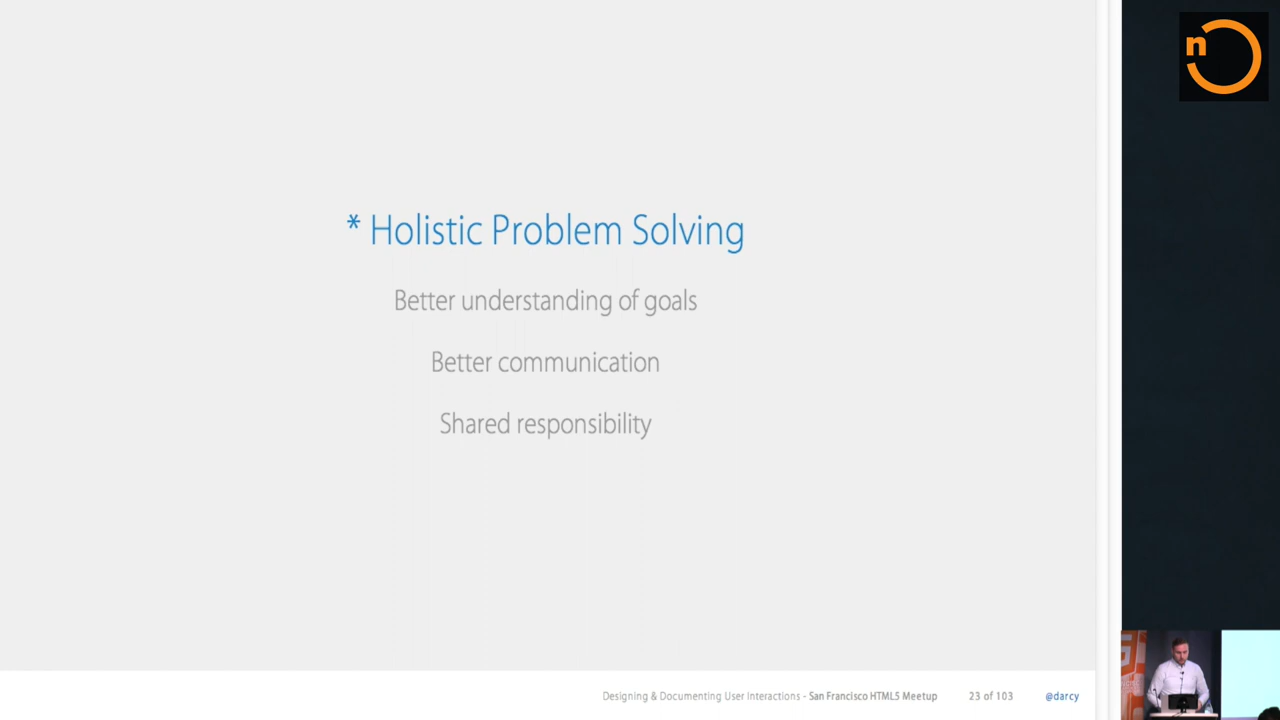 n
* Holistic Problem Solving
Better understanding of goals
Better communication
Shared responsibility
Designing & Documenting User Interactions - San Francisco HTML5 Meetup 23 of 103 @darcy